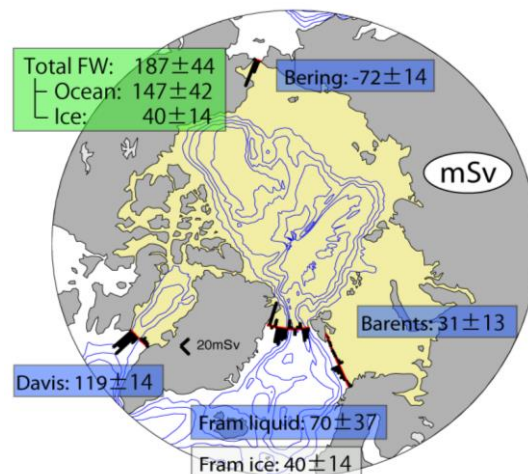 Total FW: 187±44
Ocean: 147±42
Ice: 40±14
Bering: -72±14
mSv
Barents: 31±13
20mSv
Davis: 119±14
Fram liquid: 70±37
Fram ice: 40±14